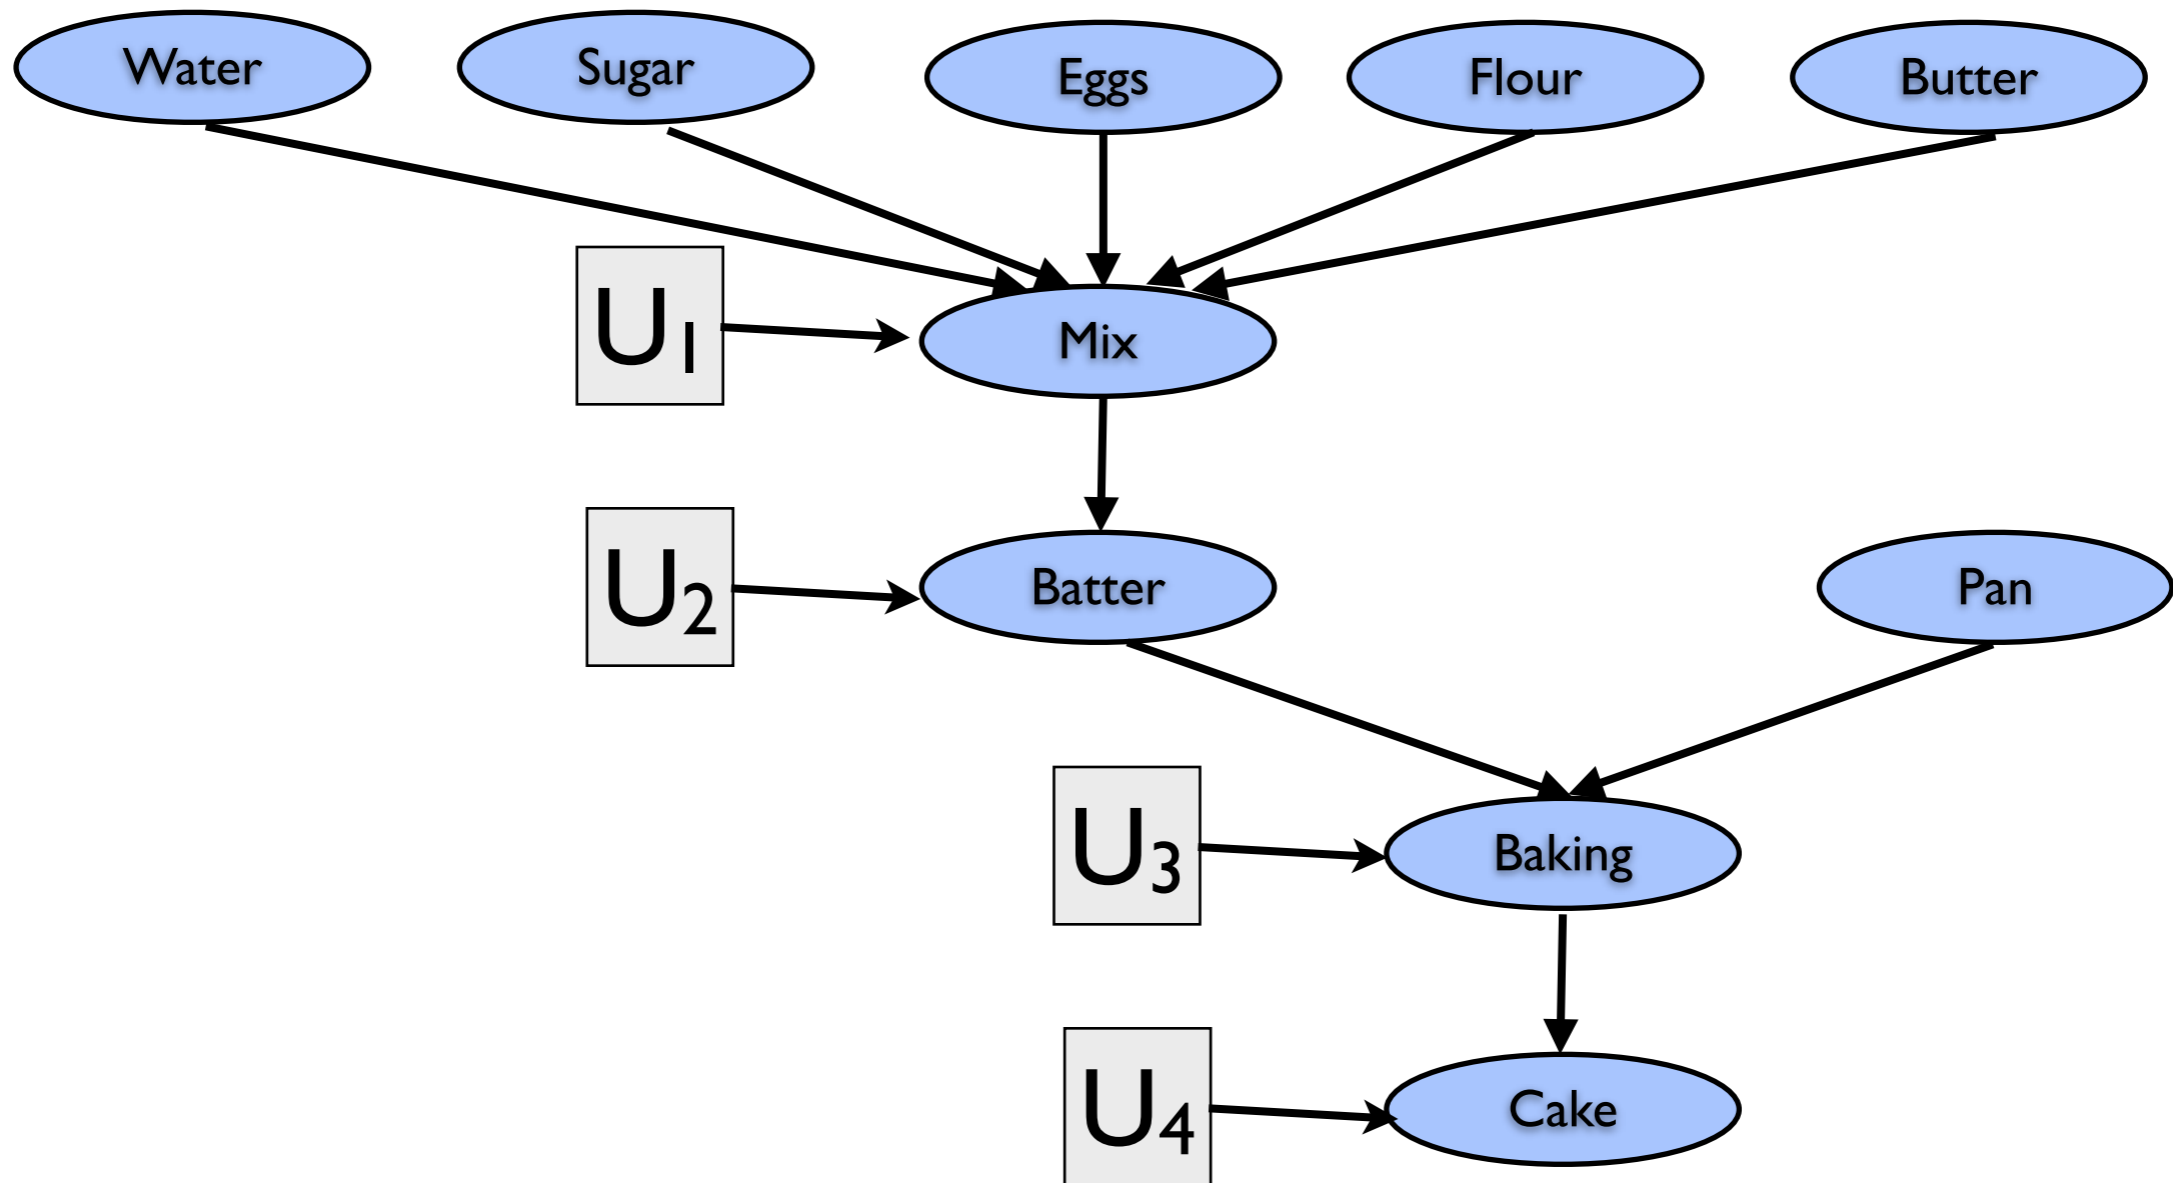 Water
Sugar
Eggs
Flour
Butter
U1
Mix
U2
Batter
Pan
U3
Baking
U4
Cake